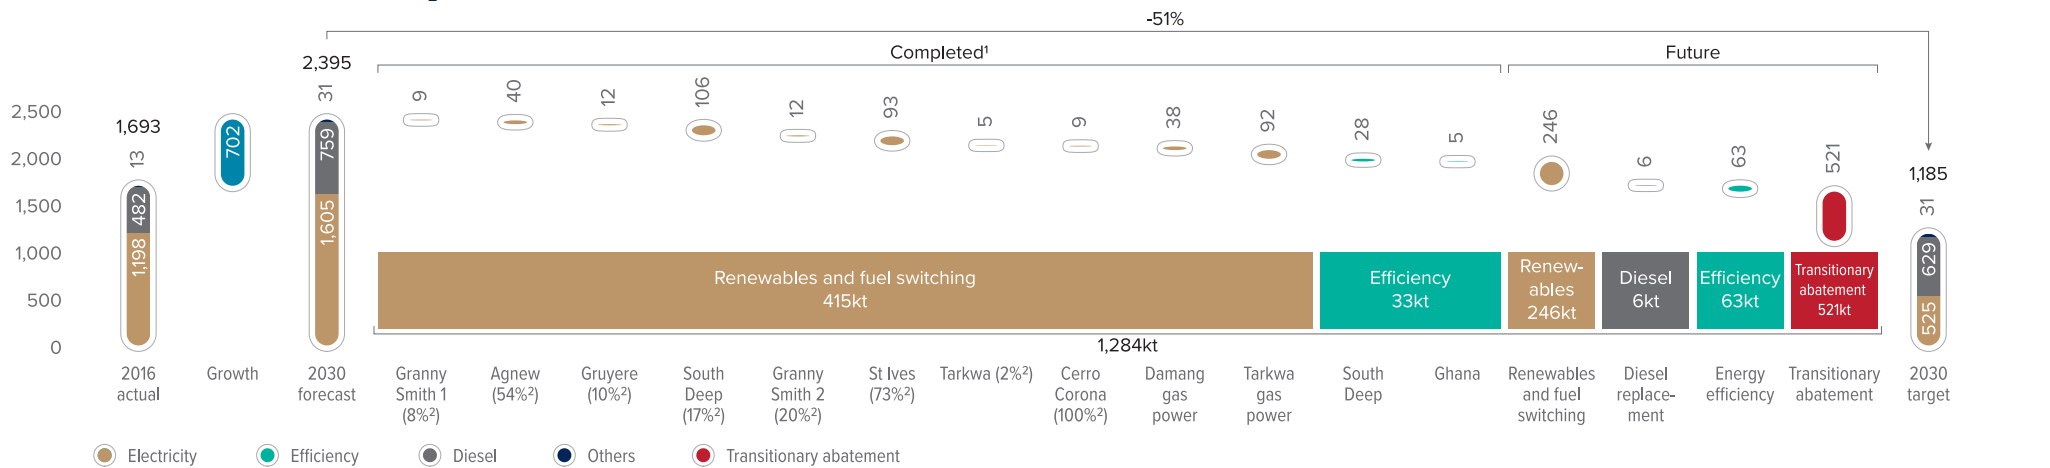 -51%
Completed¹
Future
2,395
31
759
1,605
2,500
2,000
1,500
1,000
500
0
1,693
13
482
1,198
702
9
40
12
106
12
93
5
9
38
92
28
5
246
6
63
521
1,185
31
629
525
Renewables and fuel switching
415kt
Efficiency
33kt
Renew-
ables
246kt
Diesel
6kt
Efficiency
63kt
Transitionary
abatement
521kt
1,284kt
2016
actual
Growth
2030
forecast
Granny
Smith 1
(8%²)
Agnew
(54%²)
Gruyere
(10%²)
South
Deep
(17%²)
Granny
Smith 2
(20%²)
St Ives
(73%²)
Tarkwa (2%²)
Cerro
Corona
(100%²)
Damang
gas
power
Tarkwa
gas
power
South
Deep
Ghana
Renewables
and fuel
switching
Diesel
replace-
ment
Energy
efficiency
Transitionary
abatement
2030
target
Electricity
Efficiency
Diesel
Others
Transitionary abatement